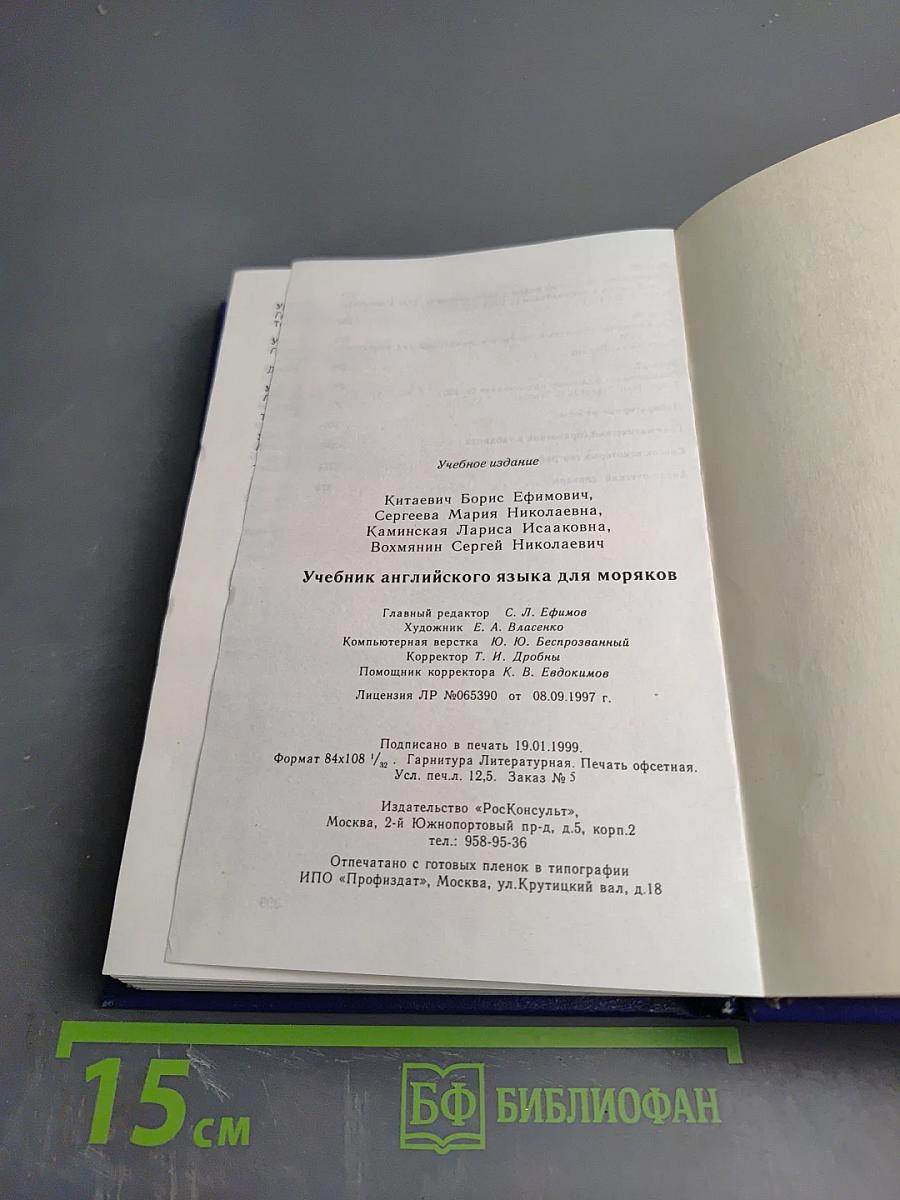 Учебное издание
Китаевич Борис Ефимович,
Сергеева Мария Николаевна,
Каминская Лариса Исааковна,
Вохмянин Сергей Николаевич
Учебник английского языка для моряков
Главный редактор С. Л. Ефимов
Художник Е. А. Власенко
Компьютерная верстка Ю. Ю. Беспрозванный
Корректор Т. И. Дробны
Помощник корректора К. В. Евдокимов
Лицензия ЛР №065390 от 08.09.1997 г.
Подписано в печать 19.01.1999.
Формат 84х108 1/32 . Гарнитура Литературная. Печать офсетная.
Усл. печ.л. 12,5. Заказ № 5
Издательство «РосКонсульт»,
Москва, 2-й Южнопортовый пр-д, д.5, корп.2
тел.: 958-95-36
Отпечатано с готовых пленок в типографии
ИПО «Профиздат», Москва, ул.Крутицкий вал, д.18
15 см
БФ БИБЛИОФАН